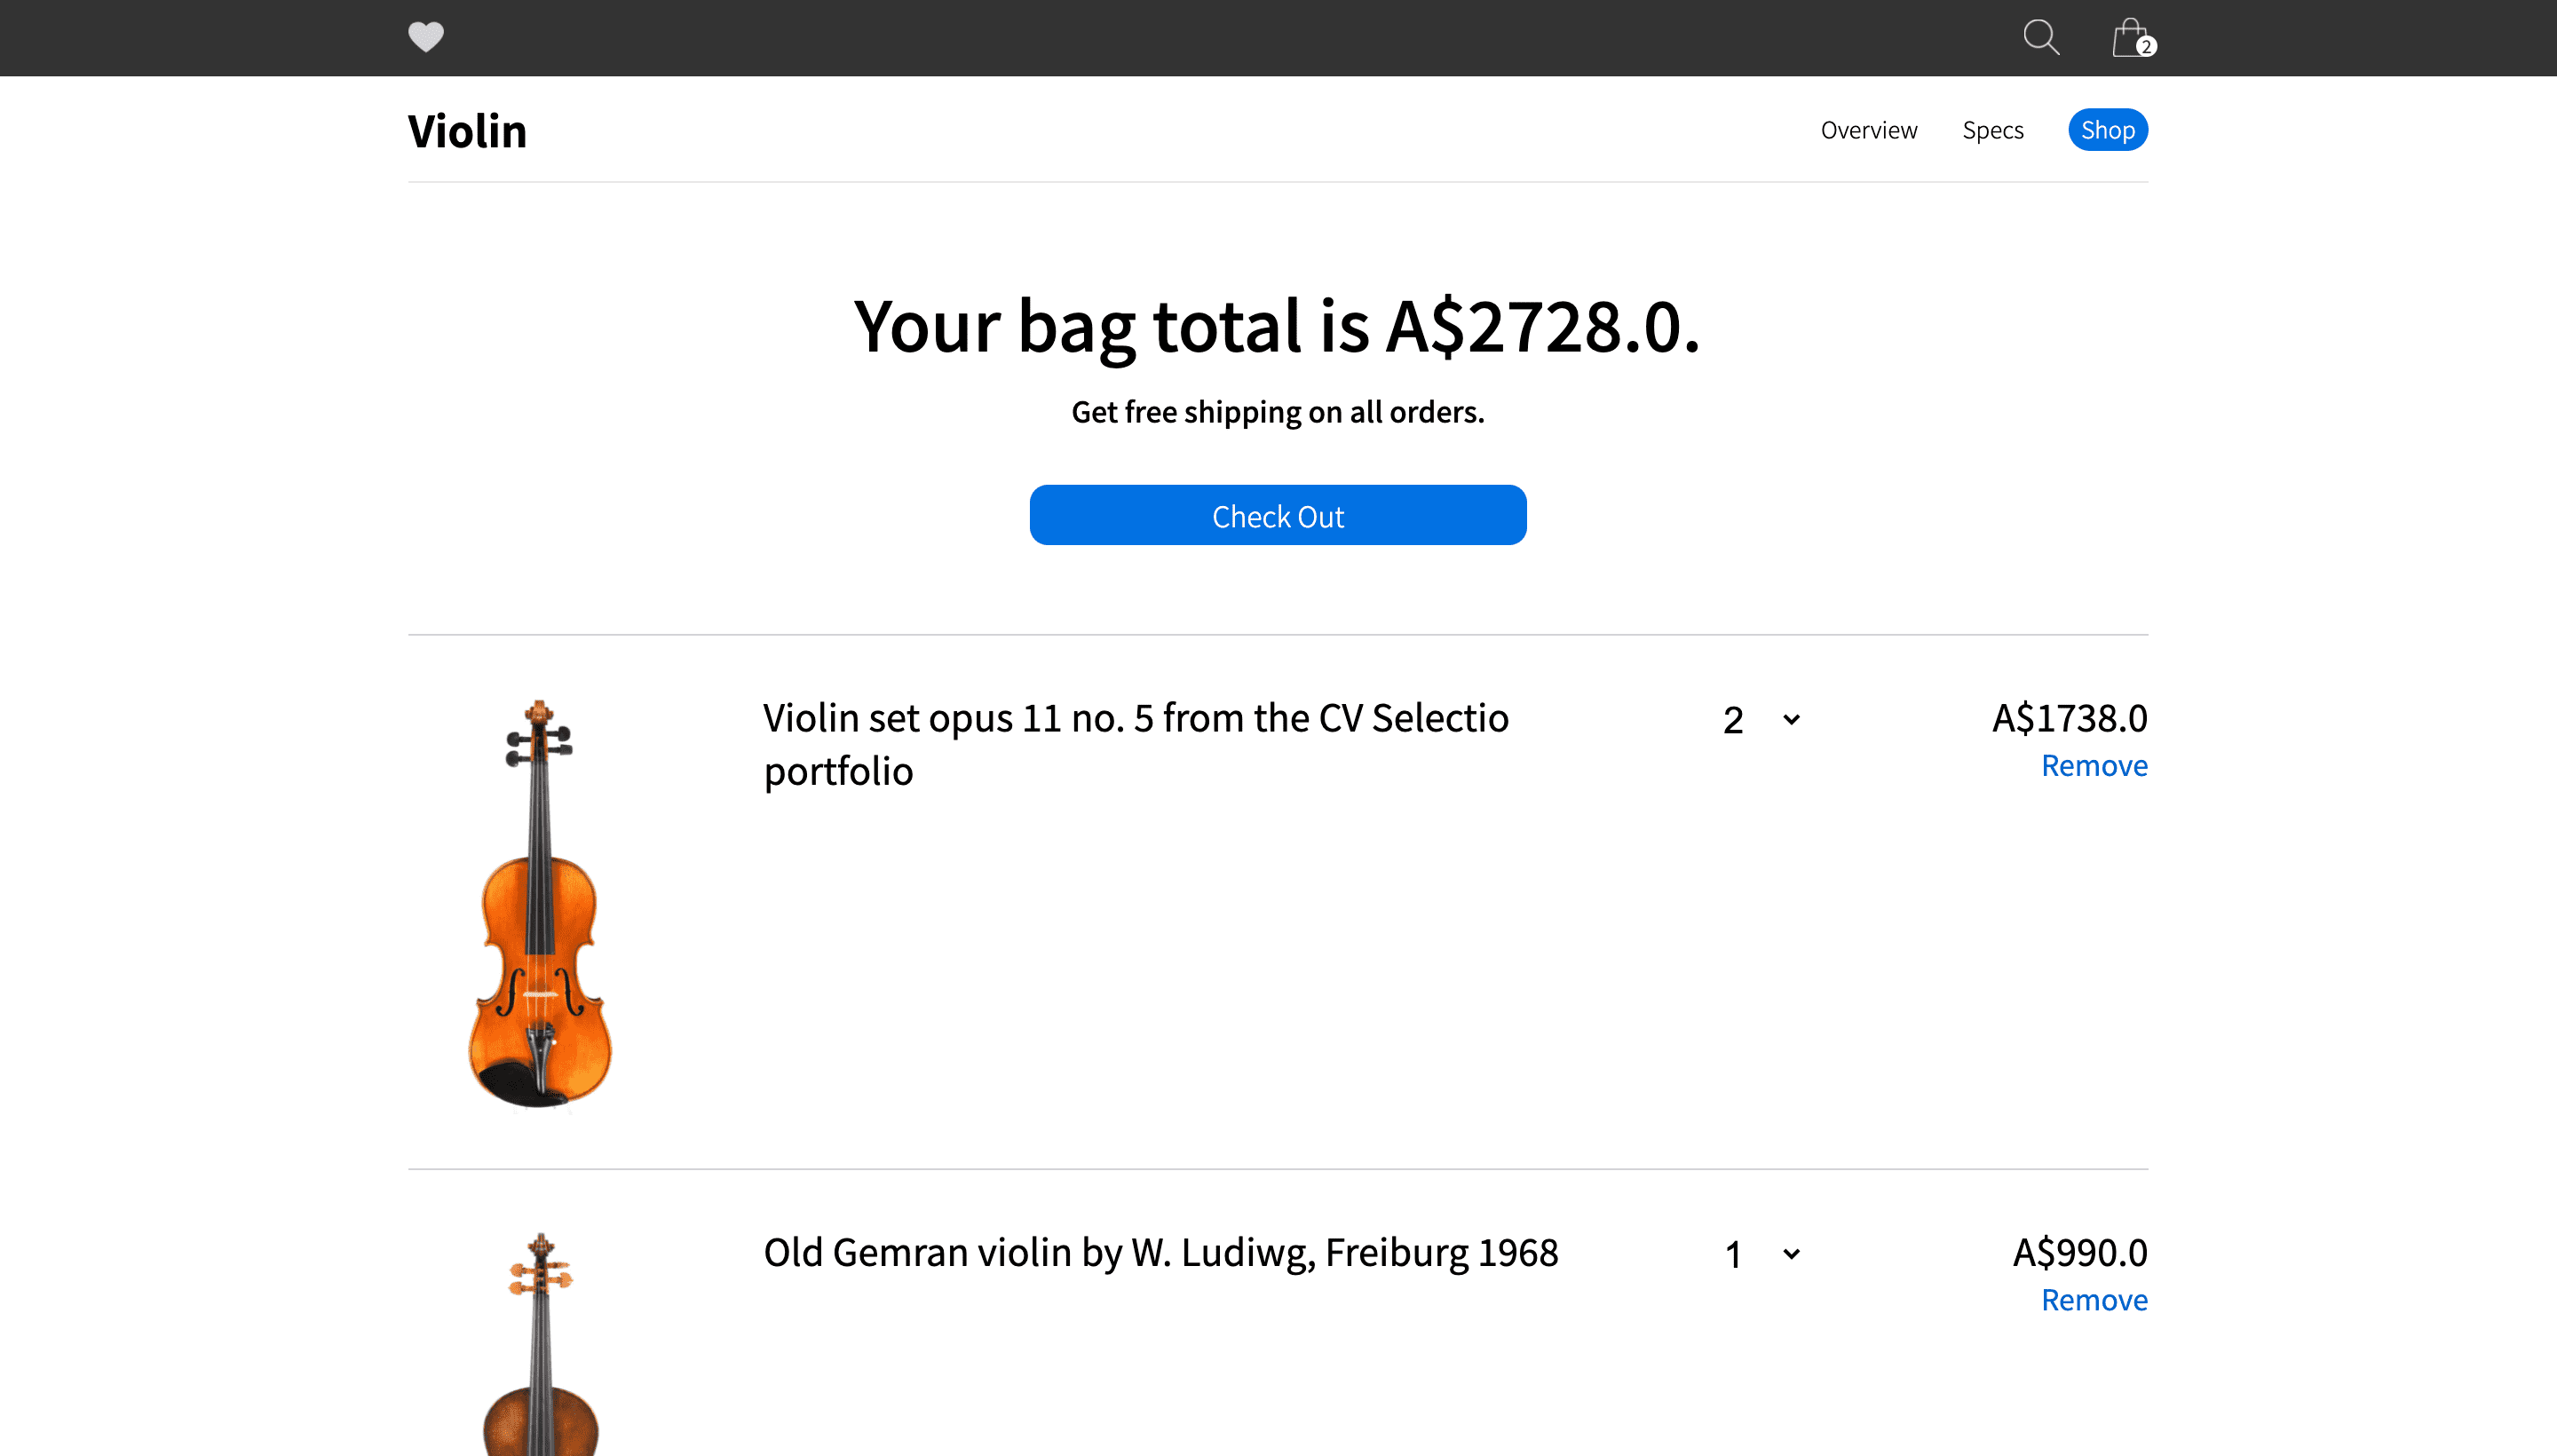 2
Violin
Overview Specs Shop
Your bag total is A$2728.0.
Get free shipping on all orders.
Check Out
Violin set opus 11 no. 5 from the CV Selectio
portfolio
2
A$1738.0
Remove
Old Gemran violin by W. Ludiwg, Freiburg 1968
1
A$990.0
Remove